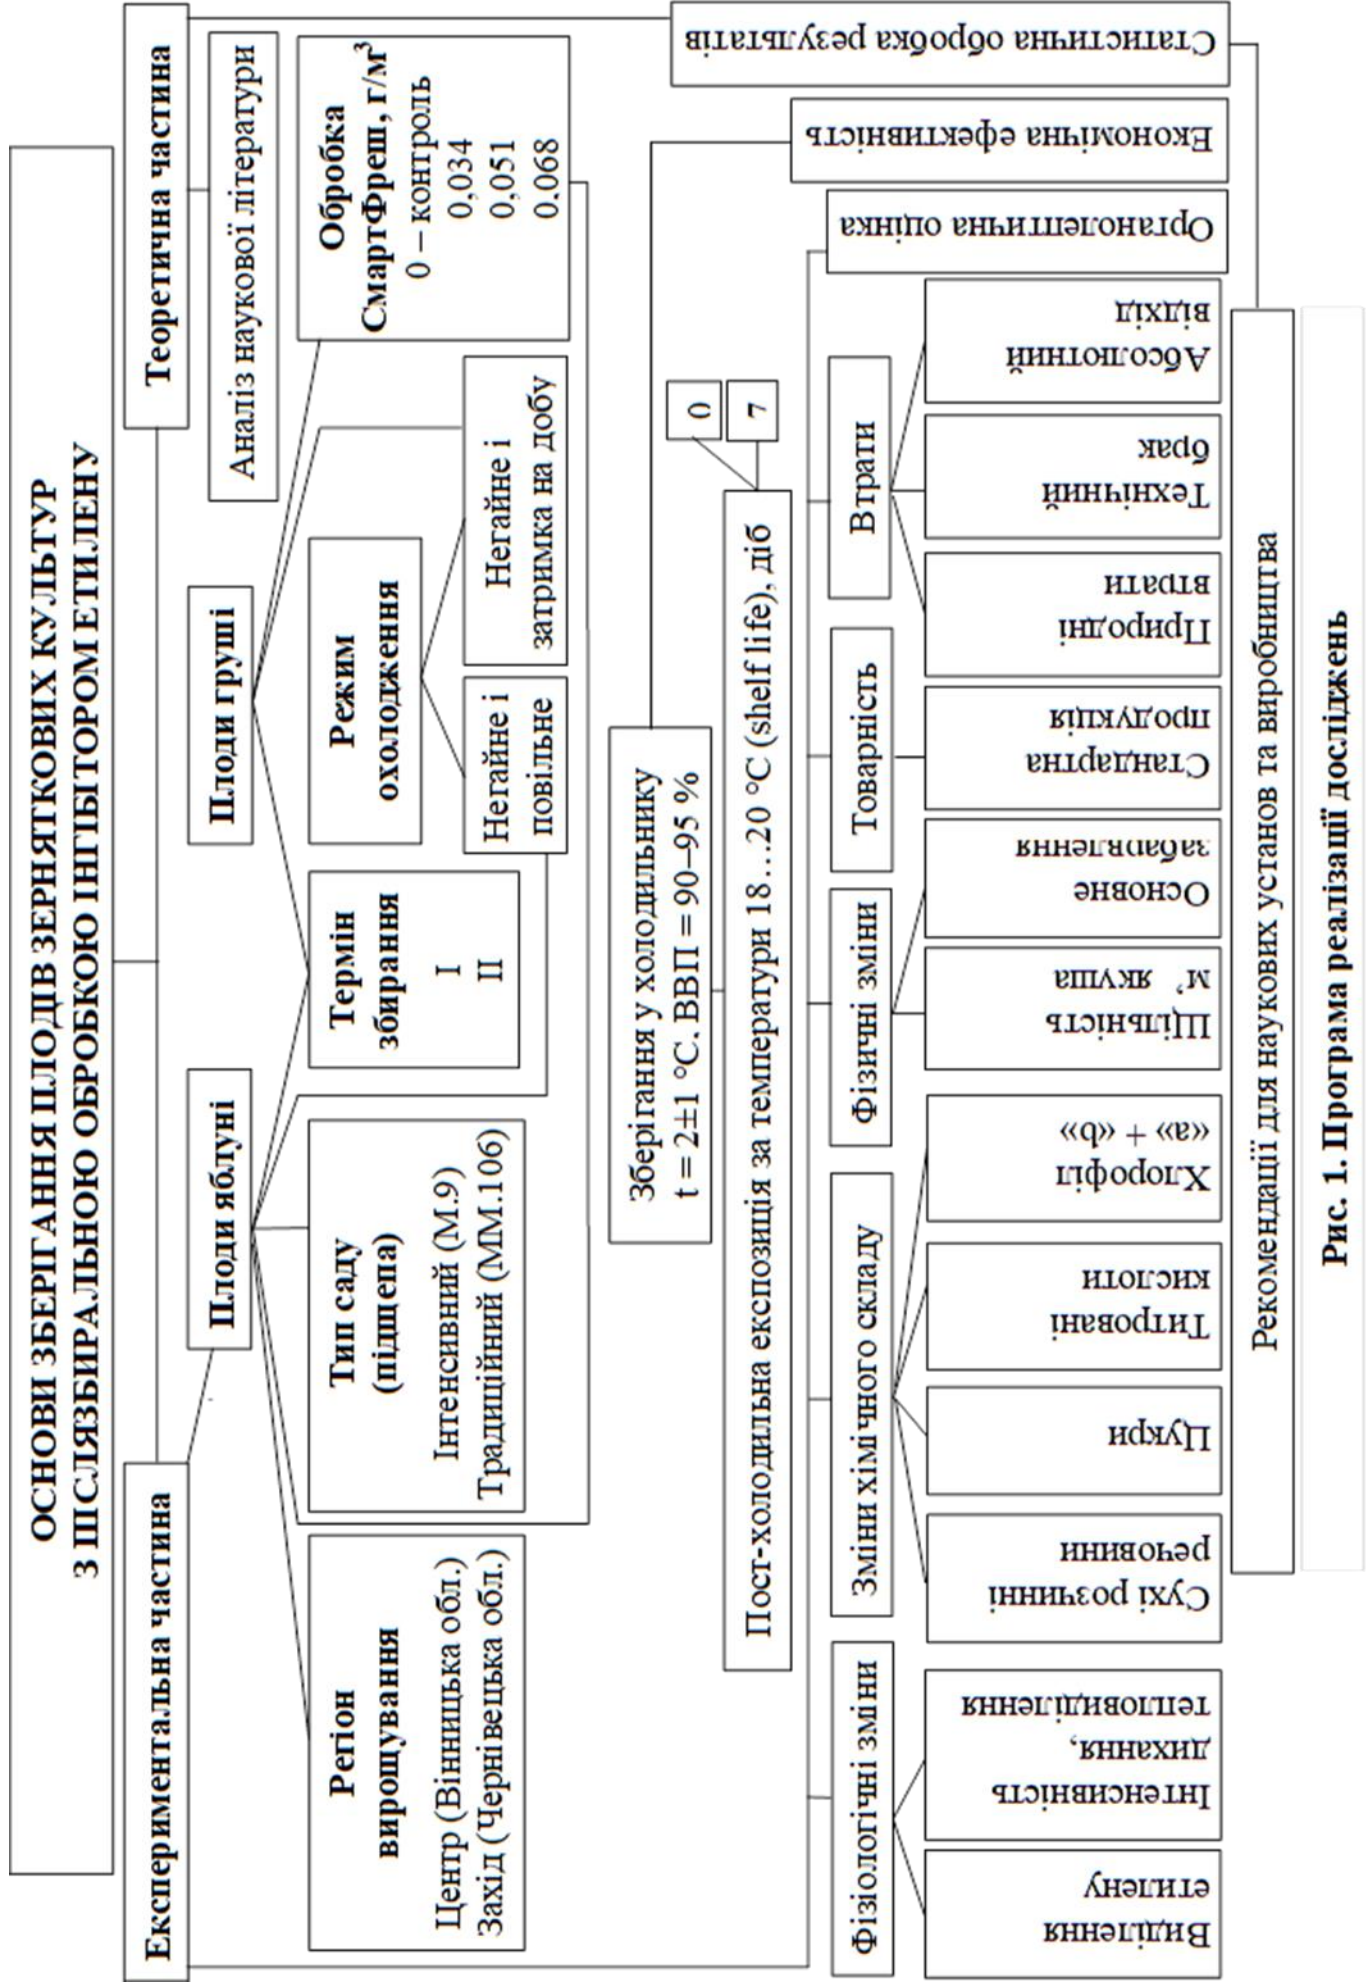 ОСНОВИ ЗБЕРІГАННЯ ПЛОДІВ ЗЕРНЯТКОВИХ КУЛЬТУР
З ПІСЛЯЗБИРАЛЬНОЮ ОБРОБКОЮ ІНГІБІТОРОМ ЕТИЛЕНУ
Експериментальна частина
Теоретична частина
Плоди яблуні
Плоди груші
Аналіз наукової літератури
Регіон
вирощування
Центр (Вінницька обл.)
Захід (Чернівецька обл.)
Тип саду
(підщепа)
Інтенсивний (М.9)
Традиційний (ММ.106)
Термін
збирання
I
II
Режим
охолодження
Негайне і
повільне
Негайне і
затримка на добу
Обробка
СмартФреш, г/м³
0 – контроль
0,034
0,051
0.068
Зберігання у холодильнику
t = 2±1 °C. ВВП = 90–95 %
Пост-холодильна експозиція за температури 18…20 °C (shelf life), діб
0
7
Фізіологічні зміни
Зміни хімічного складу
Фізичні зміни
Товарність
Втрати
Органолептична оцінка
Економічна ефективність
Статистична обробка результатів
Виділення
етилену
Інтенсивність
дихання,
тепловиділення
Сухі розчинні
речовини
Цукри
Титровані
кислоти
Хлорофіл
«a» + «b»
Щільність
м’якуша
Основне
забарвлення
Стандартна
продукція
Природні
втрати
Технічний
брак
Абсолютний
відхід
Рекомендації для наукових установ та виробництва
Рис. 1. Програма реалізації досліджень